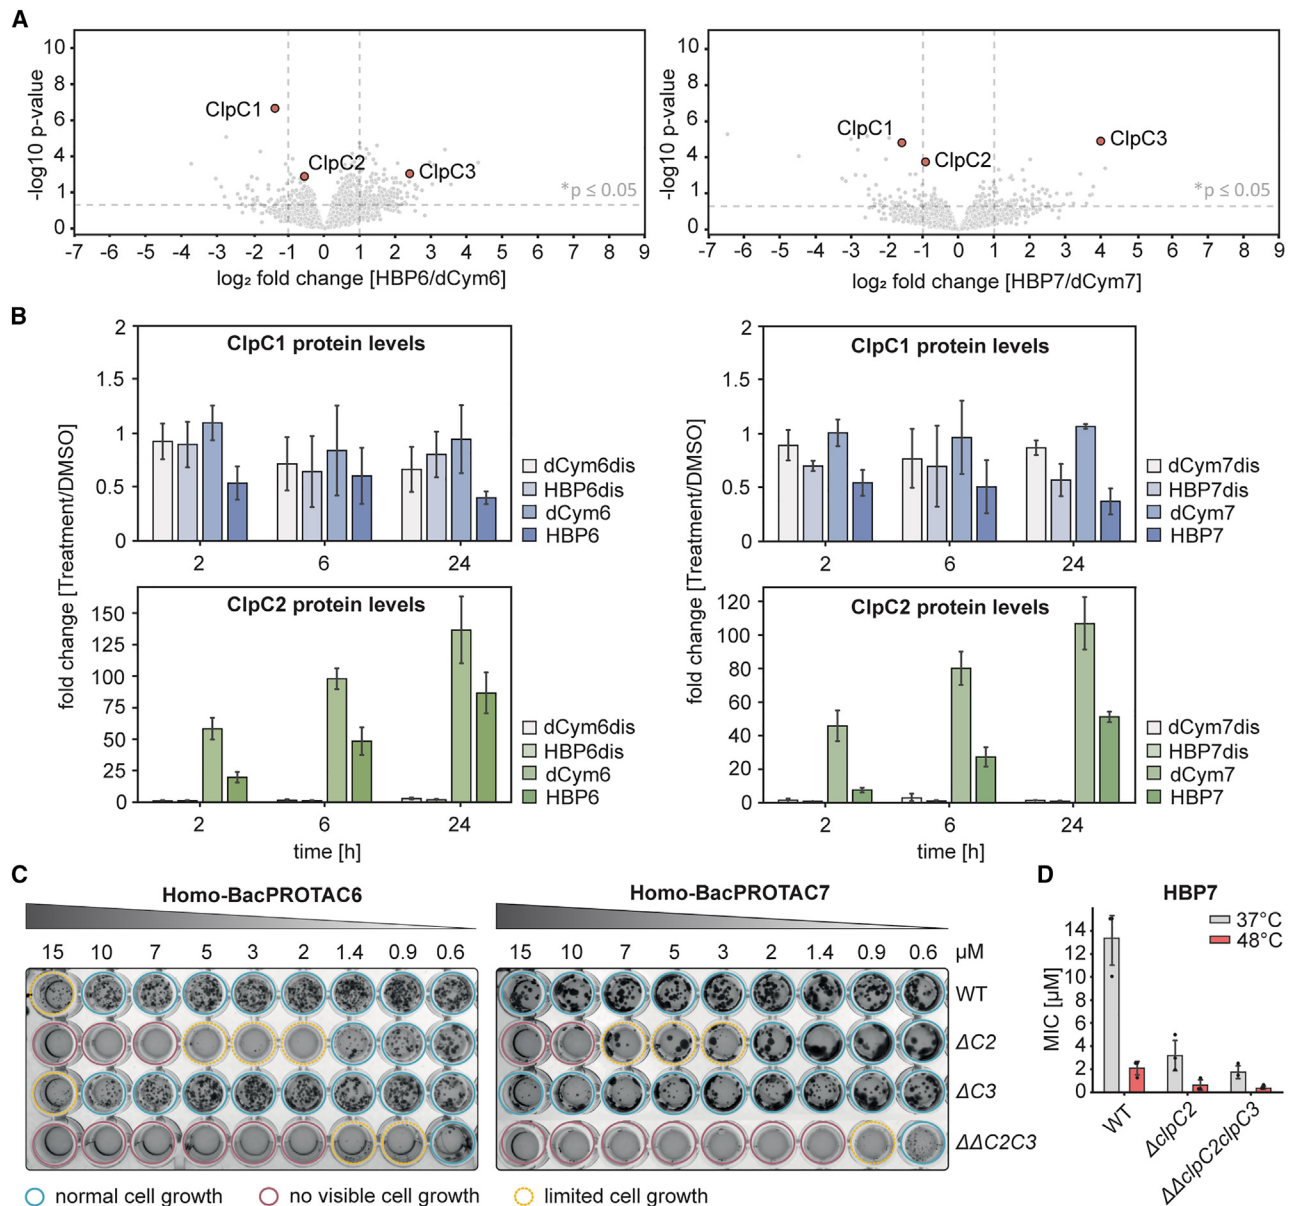 A
10
8
6
4
1
0
-log10 p-value
ClpC1
ClpC2
ClpC3
*p ≤ 0.05
-7 -6 -5 -4 -3 -2 -1 0 1 2 3 4 5 6 7 8 9
log₂ fold change [HBP6/dCym6]
10
8
6
4
1
0
-log10 p-value
ClpC1
ClpC2
ClpC3
*p ≤ 0.05
-7 -6 -5 -4 -3 -2 -1 0 1 2 3 4 5 6 7 8 9
log₂ fold change [HBP7/dCym7]
B
fold change [Treatment/DMSO]
ClpC1 protein levels
2
1.5
1
0.5
0
2 6 24
dCym6dis
HBP6dis
dCym6
HBP6
ClpC2 protein levels
150
125
100
75
50
25
0
2 6 24
time [h]
dCym6dis
HBP6dis
dCym6
HBP6
fold change [Treatment/DMSO]
ClpC1 protein levels
2
1.5
1
0.5
0
2 6 24
dCym7dis
HBP7dis
dCym7
HBP7
ClpC2 protein levels
120
100
80
60
40
20
0
2 6 24
time [h]
dCym7dis
HBP7dis
dCym7
HBP7
C
Homo-BacPROTAC6
Homo-BacPROTAC7
15 10 7 5 3 2 1.4 0.9 0.6
15 10 7 5 3 2 1.4 0.9 0.6 µM
WT
ΔC2
ΔC3
ΔΔC2C3
normal cell growth
no visible cell growth
limited cell growth
D
HBP7
37°C
48°C
MIC [µM]
14
12
10
8
6
4
2
0
WT
ΔclpC2
ΔΔclpC2clpC3